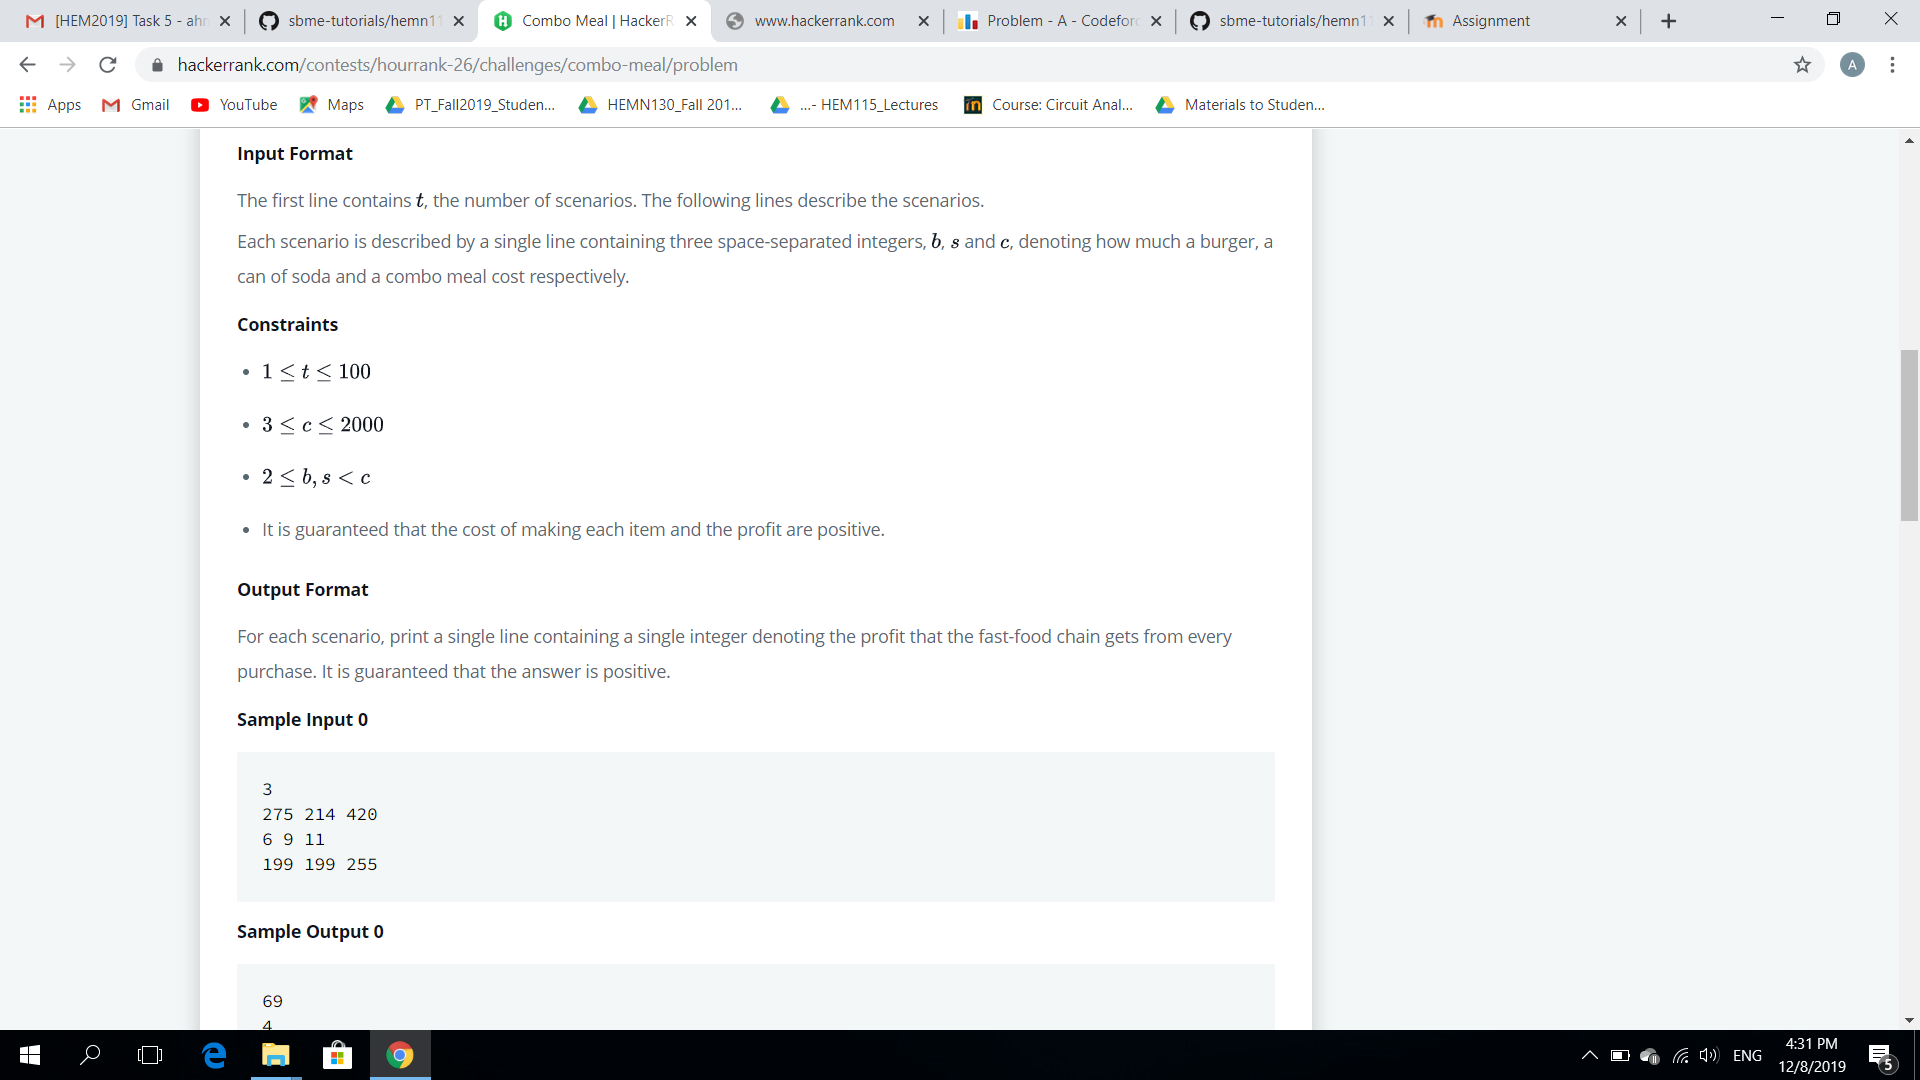 [HEM2019] Task 5 - ahm
sbme-tutorials/hemn11
Combo Meal | HackerR
www.hackerrank.com
Problem - A - Codeforc
sbme-tutorials/hemn11
Assignment
hackerrank.com/contests/hourrank-26/challenges/combo-meal/problem
A
Apps
Gmail
YouTube
Maps
PT_Fall2019_Studen...
HEMN130_Fall 201...
...- HEM115_Lectures
Course: Circuit Anal...
Materials to Studen...
Input Format
The first line contains t, the number of scenarios. The following lines describe the scenarios.
Each scenario is described by a single line containing three space-separated integers, b, s and c, denoting how much a burger, a
can of soda and a combo meal cost respectively.
Constraints
• 1 ≤ t ≤ 100
• 3 ≤ c ≤ 2000
• 2 ≤ b, s < c
• It is guaranteed that the cost of making each item and the profit are positive.
Output Format
For each scenario, print a single line containing a single integer denoting the profit that the fast-food chain gets from every
purchase. It is guaranteed that the answer is positive.
Sample Input 0
3
275 214 420
6 9 11
199 199 255
Sample Output 0
69
4
ENG
4:31 PM
12/8/2019
5